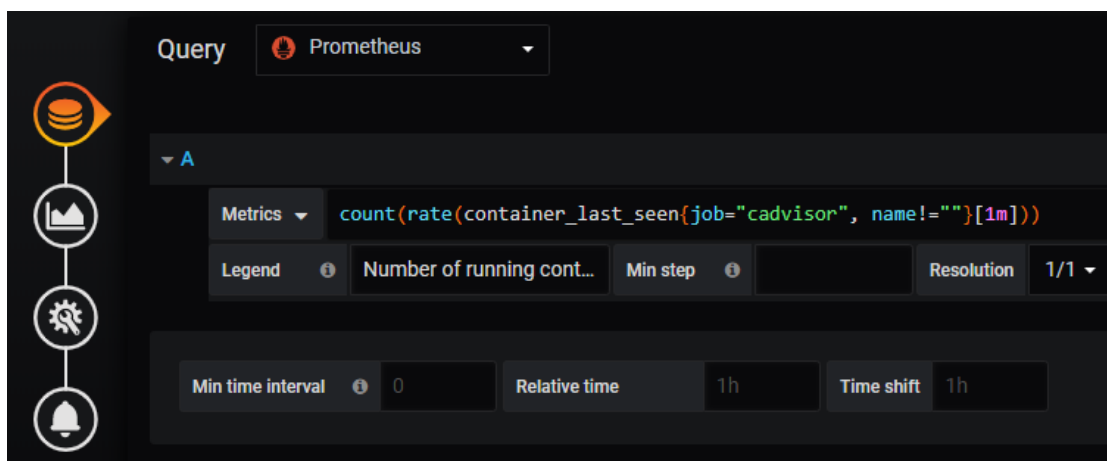 Query Prometheus
A
Metrics count(rate(container_last_seen{job="cadvisor", name!=""}[1m]))
Legend Number of running cont... Min step Resolution 1/1
Min time interval 0 Relative time 1h Time shift 1h